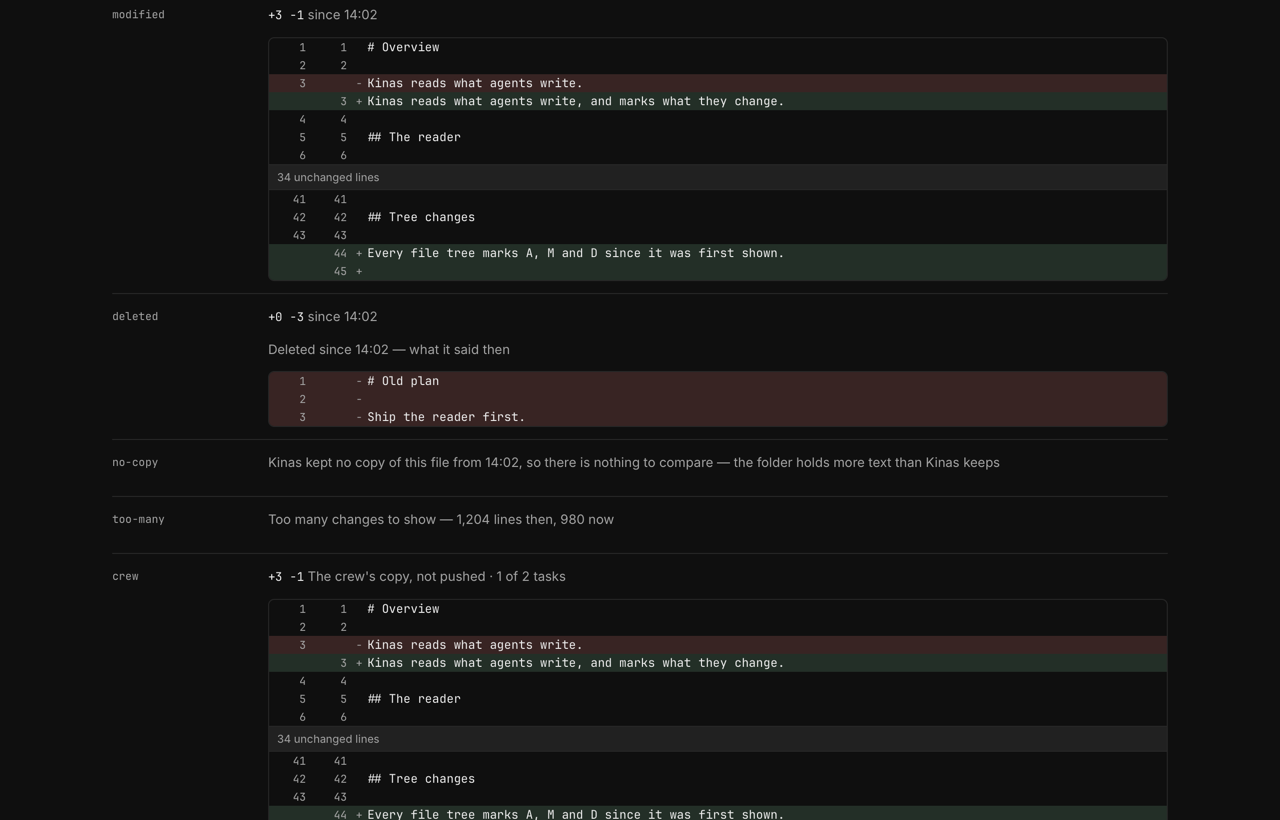 modified +3 -1 since 14:02
1 1 # Overview
2 2
3 - Kinas reads what agents write.
3 + Kinas reads what agents write, and marks what they change.
4 4
5 5 ## The reader
6 6
34 unchanged lines
41 41
42 42 ## Tree changes
43 43
44 + Every file tree marks A, M and D since it was first shown.
45 +
deleted +0 -3 since 14:02
Deleted since 14:02 — what it said then
1 - # Old plan
2 -
3 - Ship the reader first.
no-copy Kinas kept no copy of this file from 14:02, so there is nothing to compare — the folder holds more text than Kinas keeps
too-many Too many changes to show — 1,204 lines then, 980 now
crew +3 -1 The crew's copy, not pushed · 1 of 2 tasks
1 1 # Overview
2 2
3 - Kinas reads what agents write.
3 + Kinas reads what agents write, and marks what they change.
4 4
5 5 ## The reader
6 6
34 unchanged lines
41 41
42 42 ## Tree changes
43 43
44 + Every file tree marks A, M and D since it was first shown.